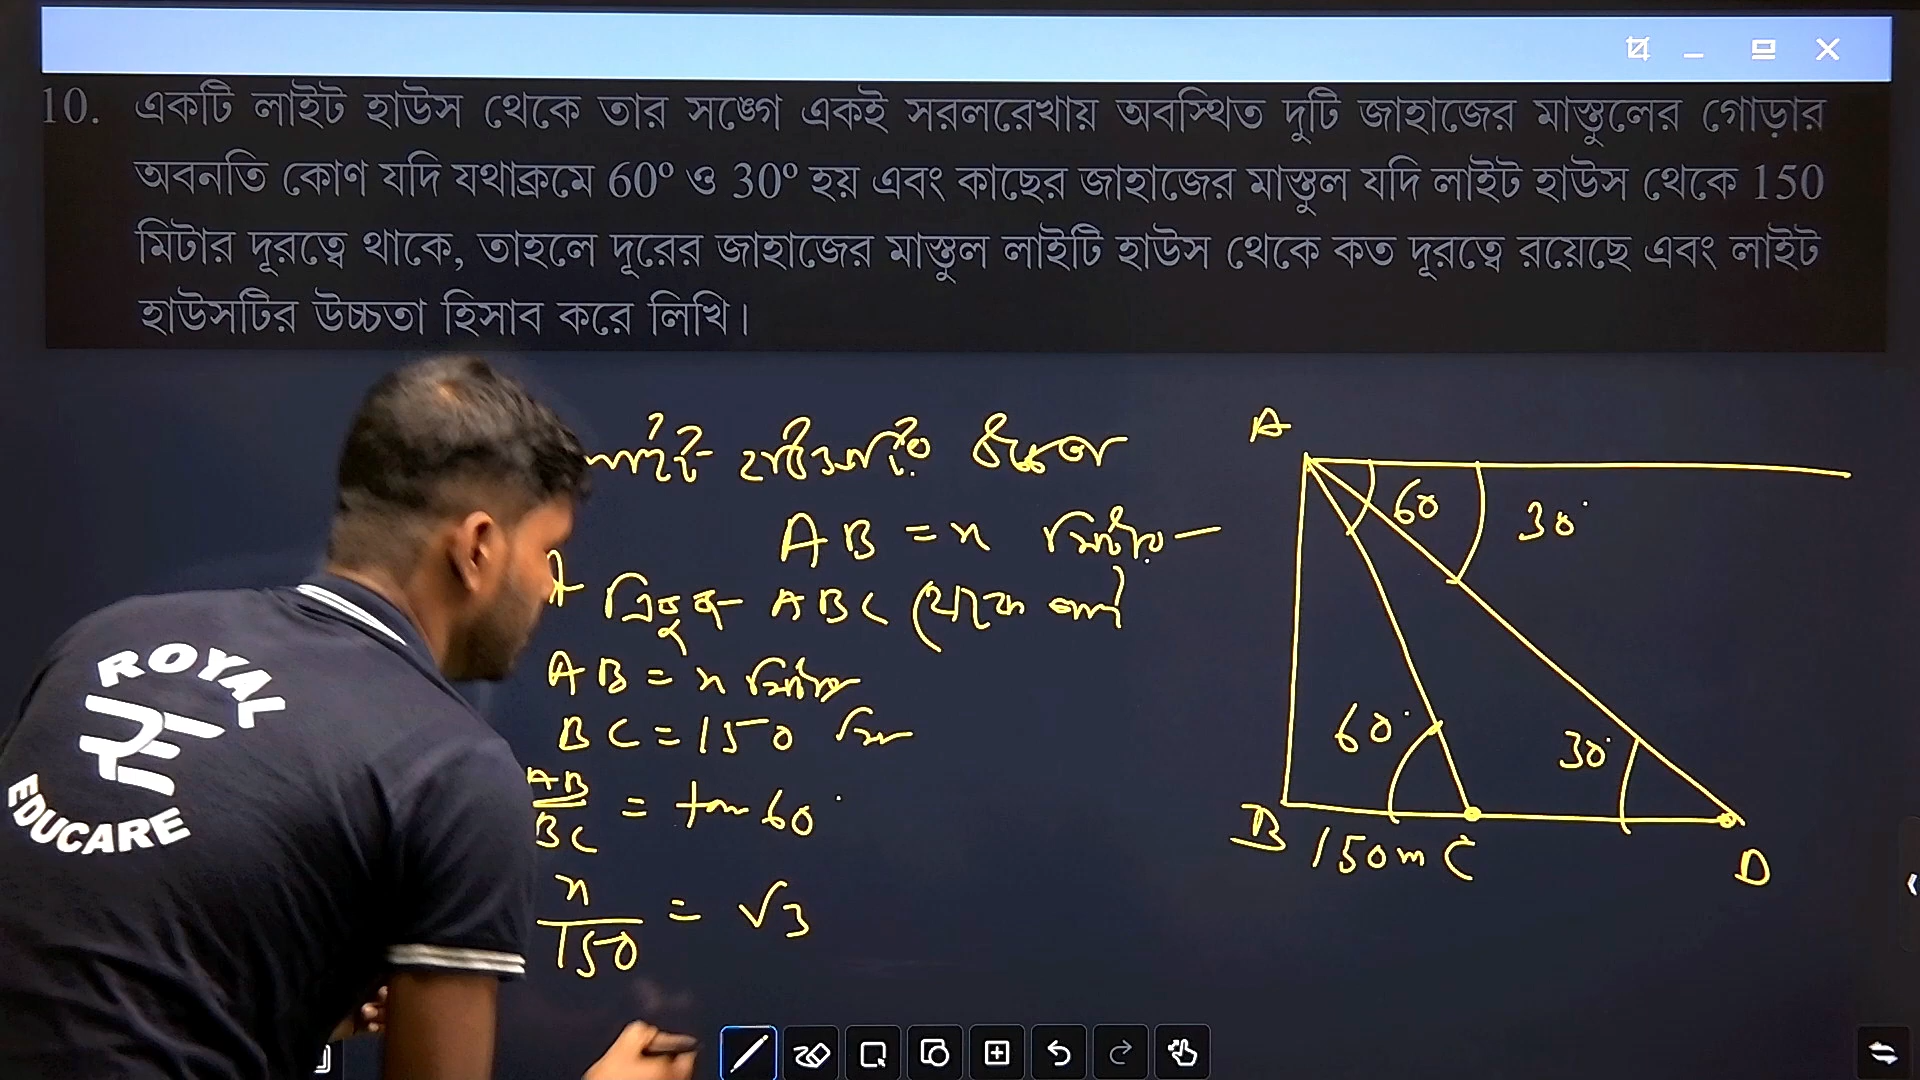 10. একটি লাইট হাউস থেকে তার সঙ্গে একই সরলরেখায় অবস্থিত দুটি জাহাজের মাস্তুলের গোড়ার
অবনতি কোণ যদি যথাক্রমে 60° ও 30° হয় এবং কাছের জাহাজের মাস্তুল যদি লাইট হাউস থেকে 150
মিটার দূরত্বে থাকে, তাহলে দূরের জাহাজের মাস্তুল লাইটি হাউস থেকে কত দূরত্বে রয়েছে এবং লাইট
হাউসটির উচ্চতা হিসাব করে লিখি।
উচ্চতা
AB = x মিটার
ত্রিভুজ ABC থেকে পাই
AB = x মিটার
BC = 150 মি
AB
BC
= tan 60°
x
150
= √3
A
60
30°
60°
30°
B 150m C
D
ROYAL
EDUCARE